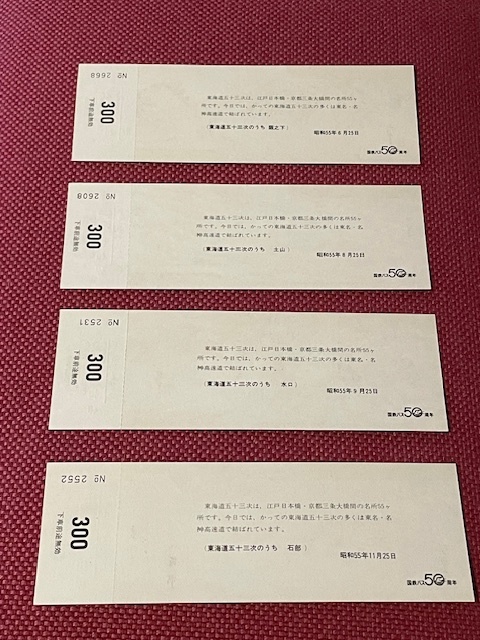 № 2668
300
下車前途無効
東海道五十三次は、江戸日本橋・京都三条大橋間の名所55ヶ
所です。今日では、かっての東海道五十三次の多くは東名・名
神高速道で結ばれています。
(東海道五十三次のうち 阪之下)
昭和55年8月25日
国鉄バス50周年
№ 2608
300
下車前途無効
東海道五十三次は、江戸日本橋・京都三条大橋間の名所55ヶ
所です。今日では、かっての東海道五十三次の多くは東名・名
神高速道で結ばれています。
(東海道五十三次のうち 土山)
昭和55年8月25日
国鉄バス50周年
№ 2531
300
下車前途無効
東海道五十三次は、江戸日本橋・京都三条大橋間の名所55ヶ
所です。今日では、かっての東海道五十三次の多くは東名・名
神高速道で結ばれています。
(東海道五十三次のうち 水口)
昭和55年9月25日
国鉄バス50周年
№ 2552
300
下車前途無効
東海道五十三次は、江戸日本橋・京都三条大橋間の名所55ヶ
所です。今日では、かっての東海道五十三次の多くは東名・名
神高速道で結ばれています。
(東海道五十三次のうち 石部)
昭和55年11月25日
国鉄バス50周年